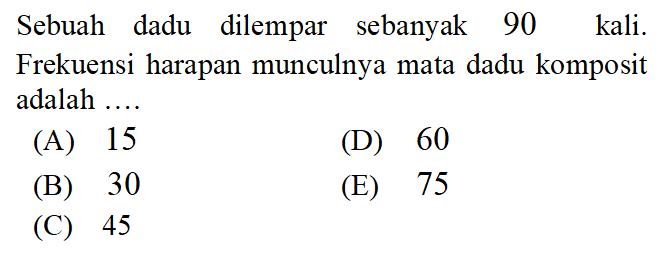 Sebuah dadu dilempar sebanyak 90 kali.
Frekuensi harapan munculnya mata dadu komposit
adalah ....
(A) 15 (D) 60
(B) 30 (E) 75
(C) 45